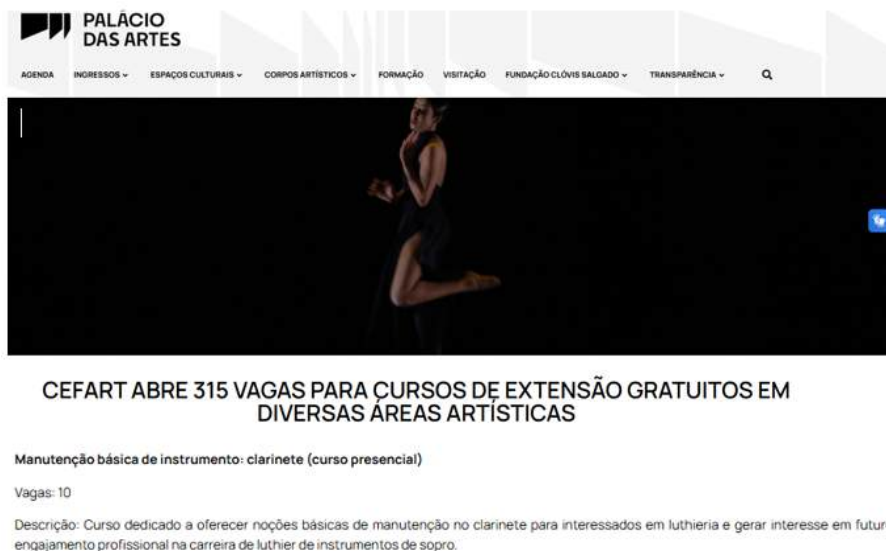 PALÁCIO
DAS ARTES
AGENDA INGRESSOS ESPAÇOS CULTURAIS CORPOS ARTÍSTICOS FORMAÇÃO VISITAÇÃO FUNDAÇÃO CLÓVIS SALGADO TRANSPARÊNCIA
CEFART ABRE 315 VAGAS PARA CURSOS DE EXTENSÃO GRATUITOS EM
DIVERSAS ÁREAS ARTÍSTICAS
Manutenção básica de instrumento: clarinete (curso presencial)
Vagas: 10
Descrição: Curso dedicado a oferecer noções básicas de manutenção no clarinete para interessados em luthieria e gerar interesse em futur
engajamento profissional na carreira de luthier de instrumentos de sopro.